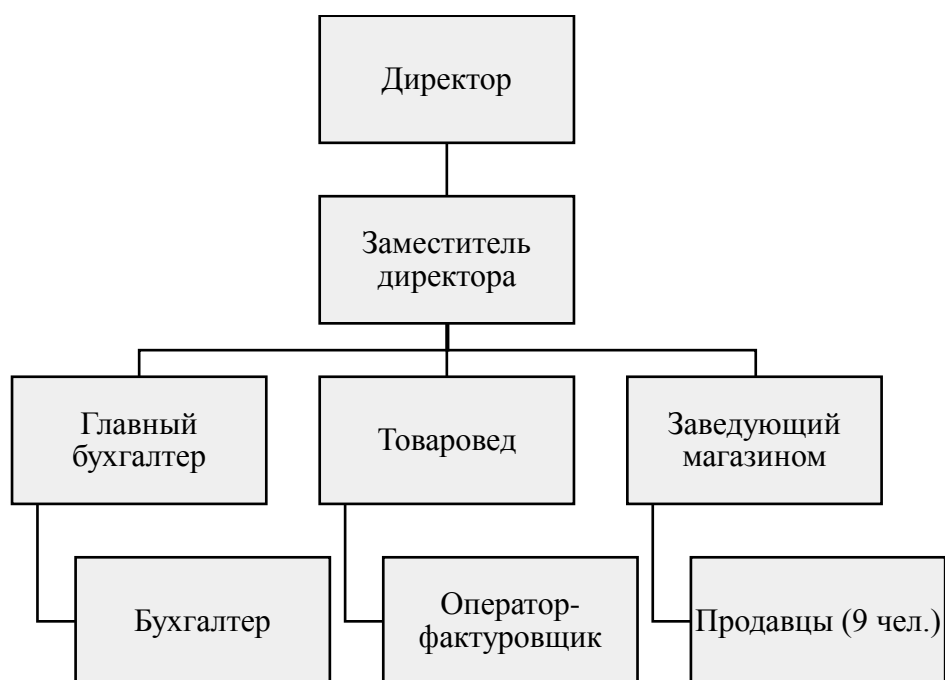 Директор
Заместитель
директора
Главный
бухгалтер
Товаровед
Заведующий
магазином
Бухгалтер
Оператор-
фактуровщик
Продавцы (9 чел.)